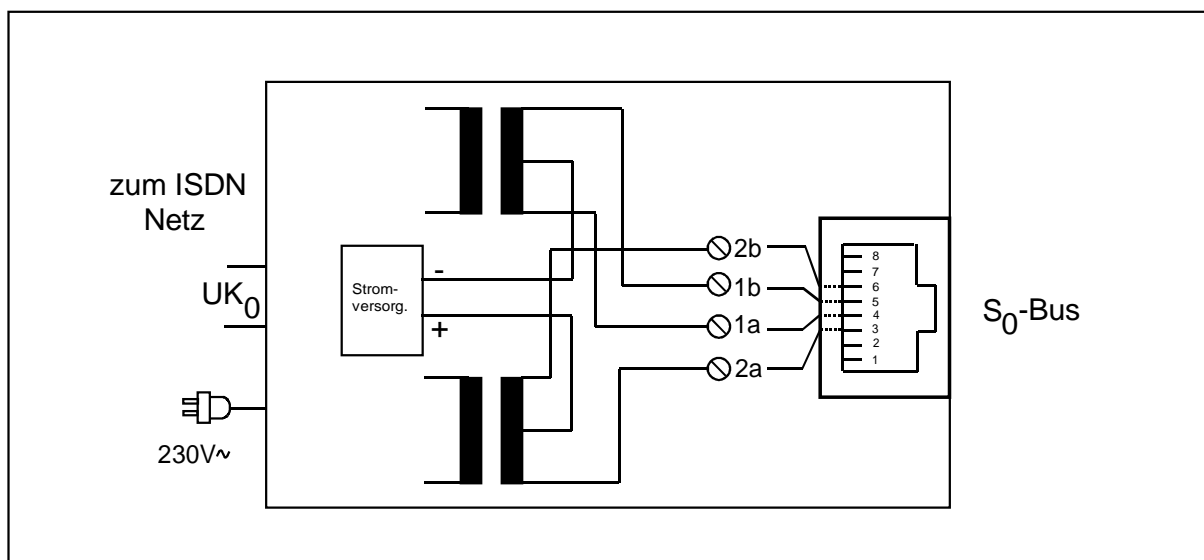 zum ISDN
Netz
UK0
230V~
Strom-
versorg.
-
+
2b
1b
1a
2a
8
7
6
5
4
3
2
1
S0-Bus